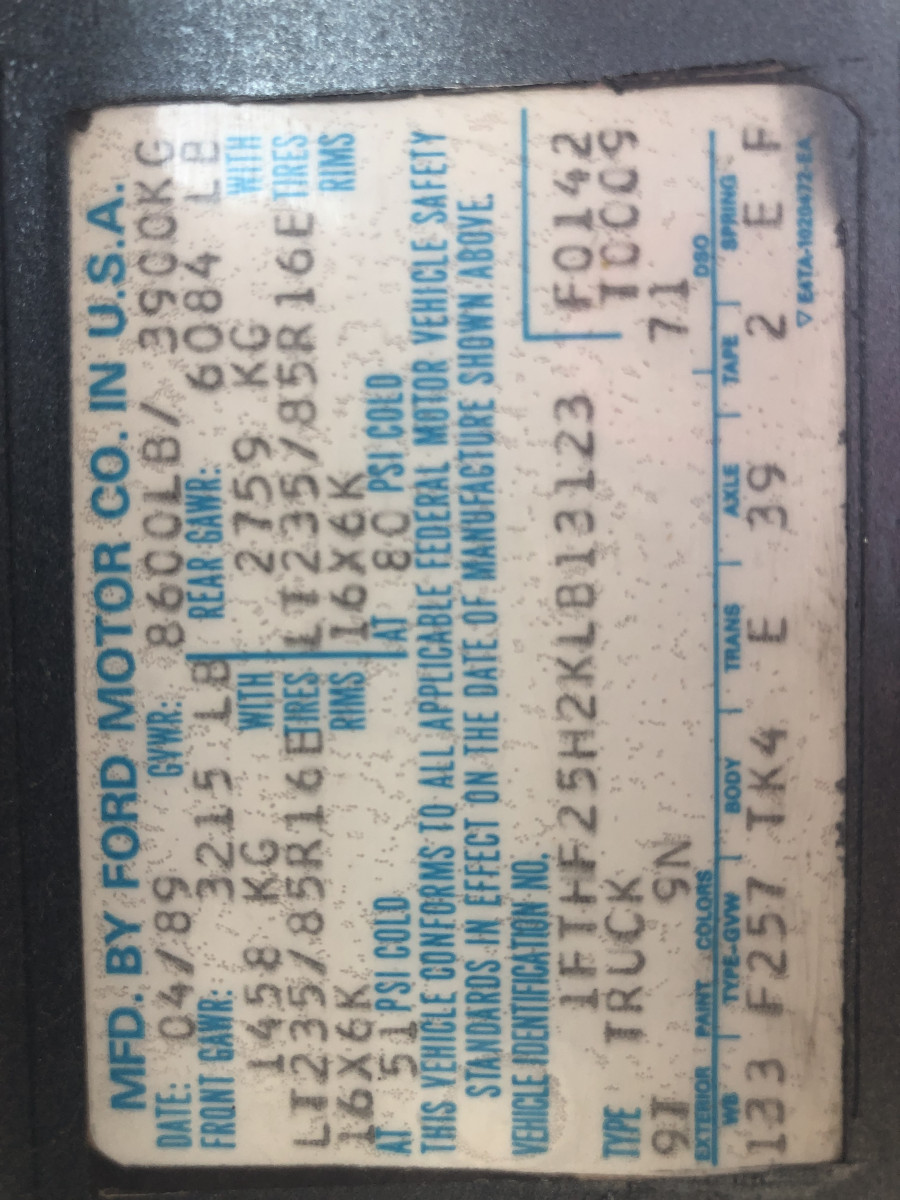 MFD. BY FORD MOTOR CO. IN U.S.A.
DATE: 04/89 GVWR: 8600LB/ 3900KG
FRONT GAWR: 3215 LB REAR GAWR: 6084 LB
1458 KG WITH 2759 KG WITH
LT235/85R16E TIRES LT235/85R16E TIRES
16X6K RIMS 16X6K RIMS
AT 51 PSI COLD AT 80 PSI COLD
THIS VEHICLE CONFORMS TO ALL APPLICABLE FEDERAL MOTOR VEHICLE SAFETY
STANDARDS IN EFFECT ON THE DATE OF MANUFACTURE SHOWN ABOVE.
VEHICLE IDENTIFICATION NO.
1FTHF25H2KLB13123 F0142
TYPE TRUCK T0009
9I 9N 71
EXTERIOR PAINT COLORS DSO
WB TYPE-GVW BODY TRANS AXLE TAPE SPRING
133 F257 TK4 E 39 2 E F
▽ E4TA-1020472-EA